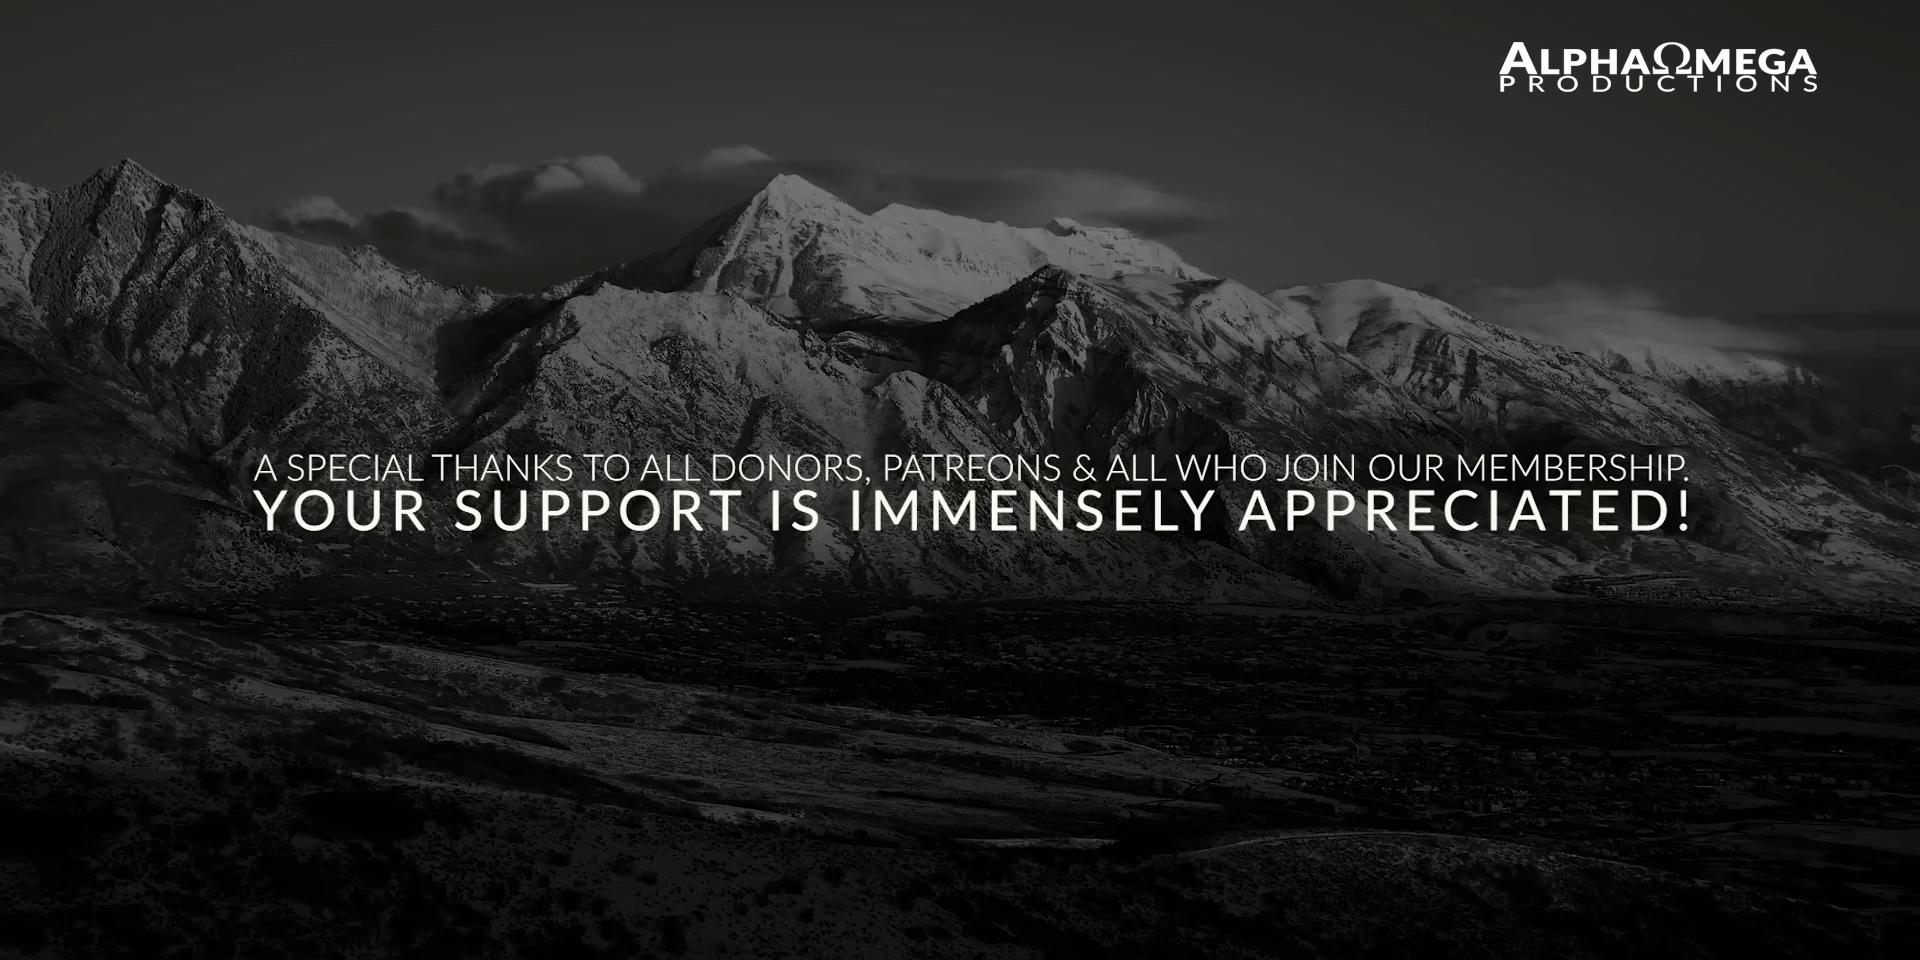 ALPHAΩMEGA
PRODUCTIONS
A SPECIAL THANKS TO ALL DONORS, PATREONS & ALL WHO JOIN OUR MEMBERSHIP.
YOUR SUPPORT IS IMMENSELY APPRECIATED!